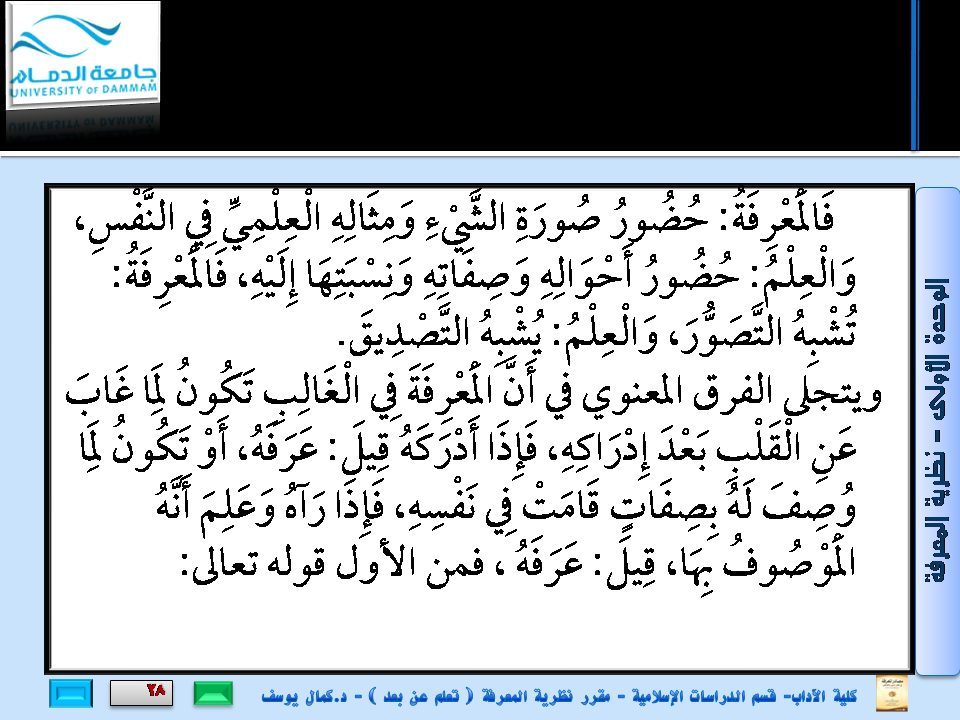 جامعة الدمام
UNIVERSITY OF DAMMAM
فَالْمَعْرِفَةُ: حُضُورُ صُورَةِ الشَّيْءِ وَمِثَالِهِ الْعِلْمِيِّ فِي النَّفْسِ،
وَالْعِلْمُ: حُضُورُ أَحْوَالِهِ وَصِفَاتِهِ وَنِسْبَتِهَا إِلَيْهِ، فَالْمَعْرِفَةُ:
تُشْبِهُ التَّصَوُّرَ، وَالْعِلْمُ: يُشْبِهُ التَّصْدِيقَ.
ويتجلى الفرق المعنوي في أَنَّ الْمَعْرِفَةَ فِي الْغَالِبِ تَكُونُ لِمَا غَابَ
عَنِ الْقَلْبِ بَعْدَ إِدْرَاكِهِ، فَإِذَا أَدْرَكَهُ قِيلَ: عَرَفَهُ، أَوْ تَكُونُ لِمَا
وُصِفَ لَهُ بِصِفَاتٍ قَامَتْ فِي نَفْسِهِ، فَإِذَا رَآهُ وَعَلِمَ أَنَّهُ
الْمَوْصُوفُ بِهَا، قِيلَ: عَرَفَهُ ، فمن الأول قوله تعالى:
الوحدة الأولى - نظرية المعرفة
كلية الآداب- قسم الدراسات الإسلامية - مقرر نظرية المعرفة ( تعلم عن بعد ) - د.كمال يوسف
٢٨